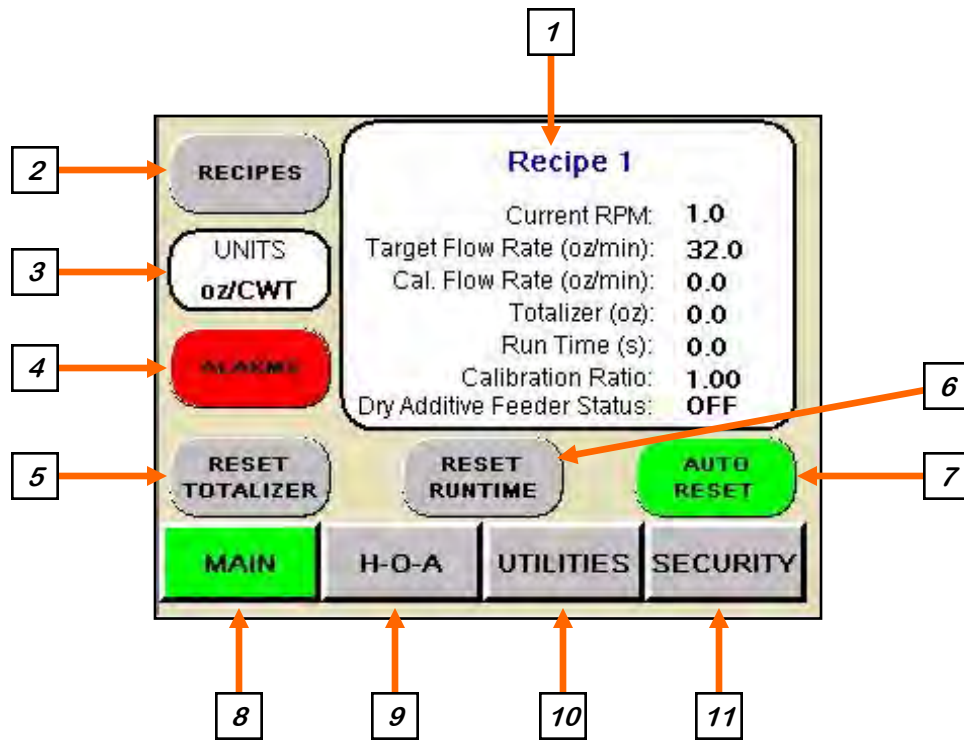 1
2
RECIPES
Recipe 1
Current RPM: 1.0
Target Flow Rate (oz/min): 32.0
Cal. Flow Rate (oz/min): 0.0
Totalizer (oz): 0.0
Run Time (s): 0.0
Calibration Ratio: 1.00
Dry Additive Feeder Status: OFF
3
UNITS
oz/CWT
4
ALARMS
6
5
RESET
TOTALIZER
RESET
RUNTIME
AUTO
RESET
7
MAIN
H-O-A
UTILITIES
SECURITY
8
9
10
11